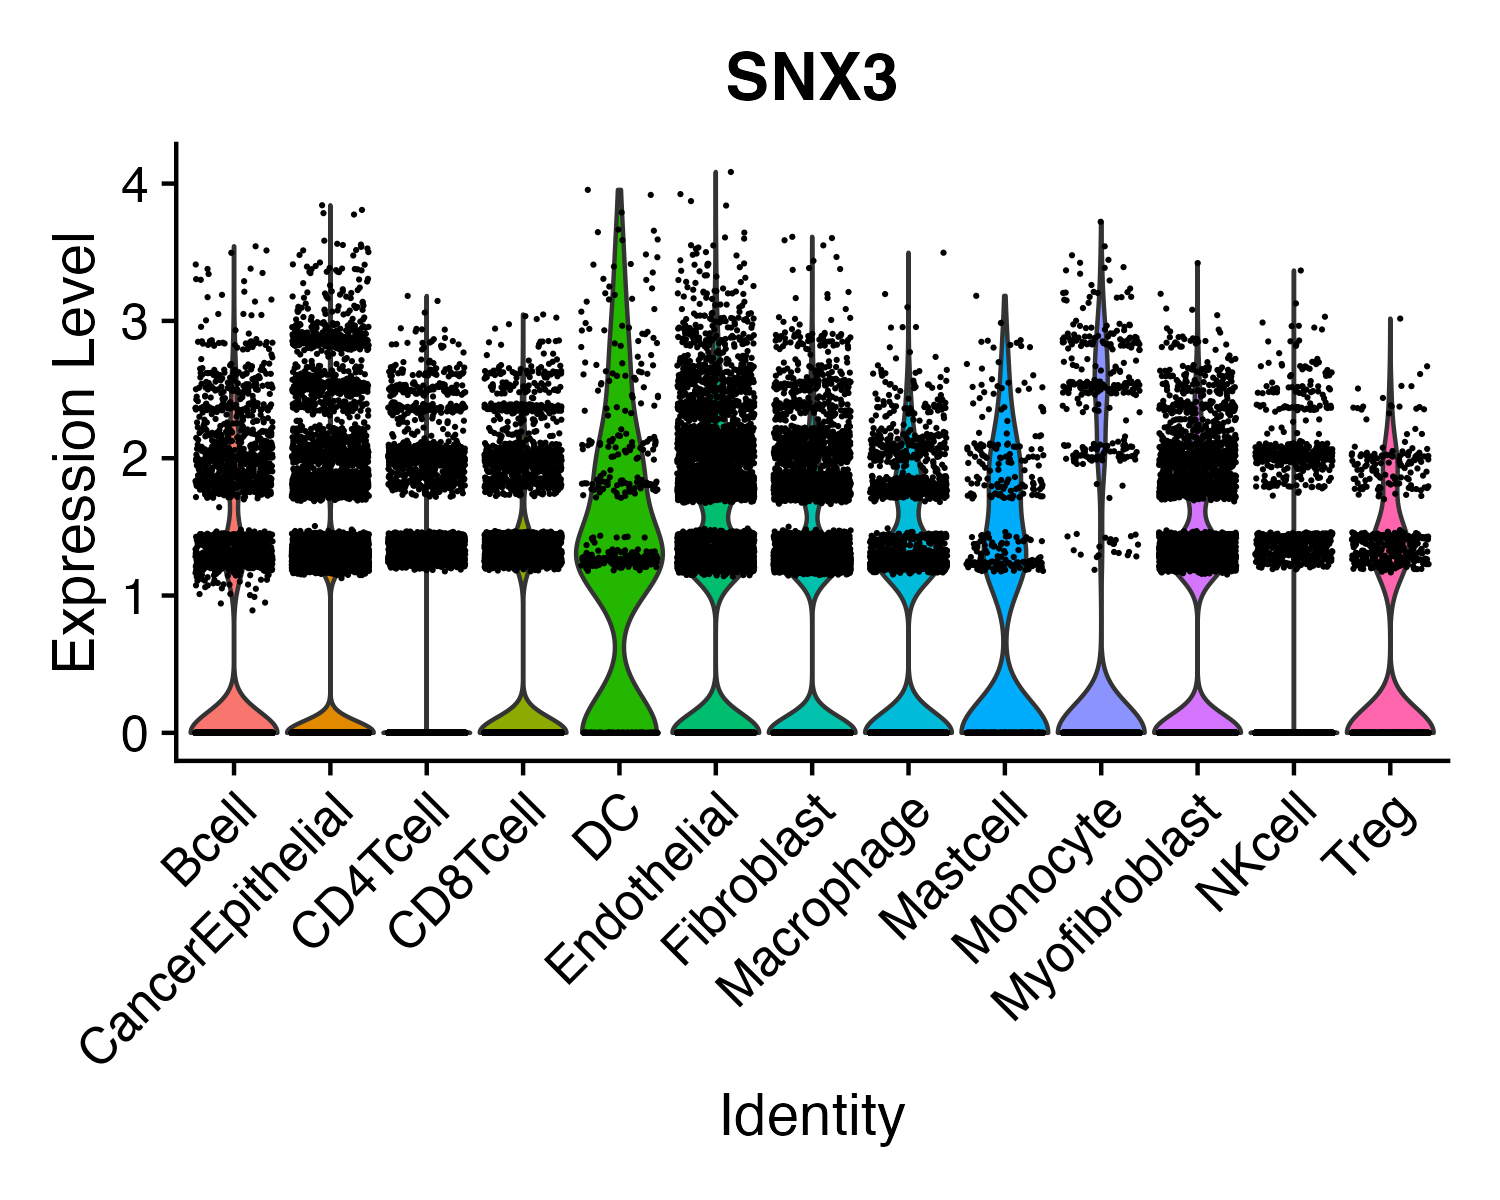 SNX3
Expression Level
4
3
2
1
0
Bcell
CancerEpithelial
CD4Tcell
CD8Tcell
DC
Endothelial
Fibroblast
Macrophage
Mastcell
Monocyte
Myofibroblast
NKcell
Treg
Identity